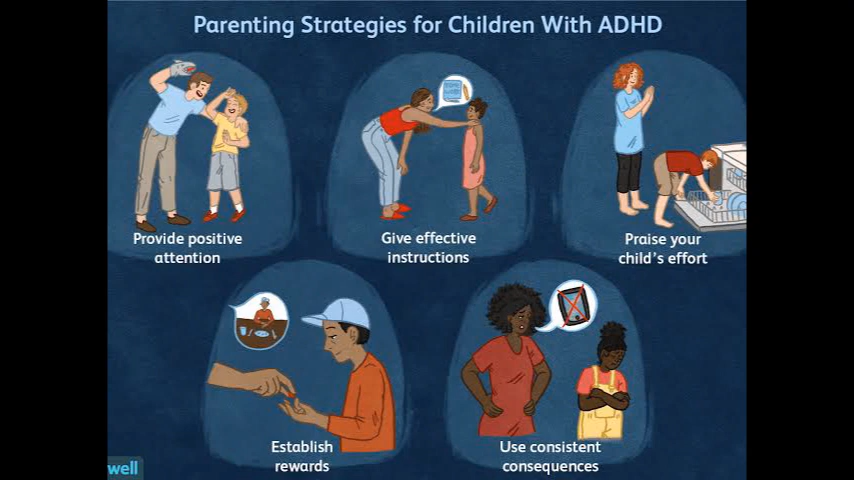 Parenting Strategies for Children With ADHD
Provide positive
attention
Give effective
instructions
Praise your
child's effort
Establish
rewards
Use consistent
consequences
well